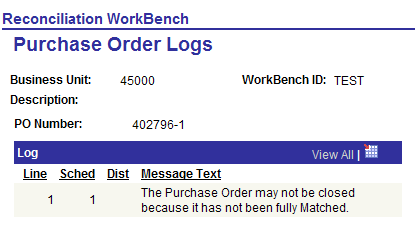 Reconciliation WorkBench
Purchase Order Logs
Business Unit: 45000 WorkBench ID: TEST
Description:
PO Number: 402796-1
Log View All |
Line Sched Dist Message Text
1 1 The Purchase Order may not be closed
because it has not been fully Matched.